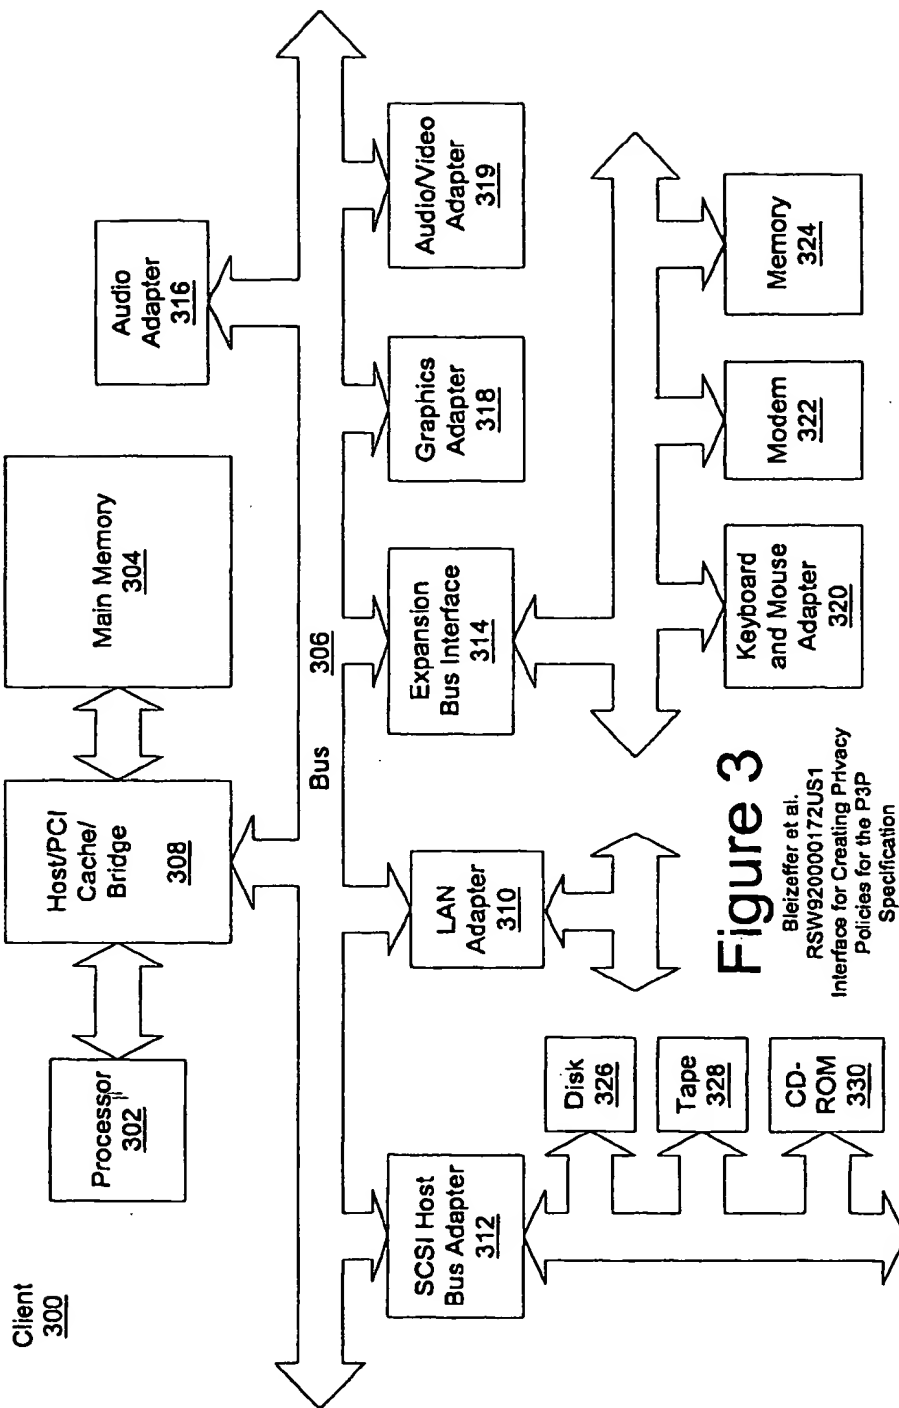 Client
300
Processor
302
Host/PCI
Cache/
Bridge
308
Main Memory
304
Audio
Adapter
316
Bus
306
SCSI Host
Bus Adapter
312
LAN
Adapter
310
Expansion
Bus Interface
314
Graphics
Adapter
318
Audio/Video
Adapter
319
Disk
326
Tape
328
CD-
ROM
330
Keyboard
and Mouse
Adapter
320
Modem
322
Memory
324
Figure 3
Bleizeffer et al.
RSW920000172US1
Interface for Creating Privacy
Policies for the P3P
Specification